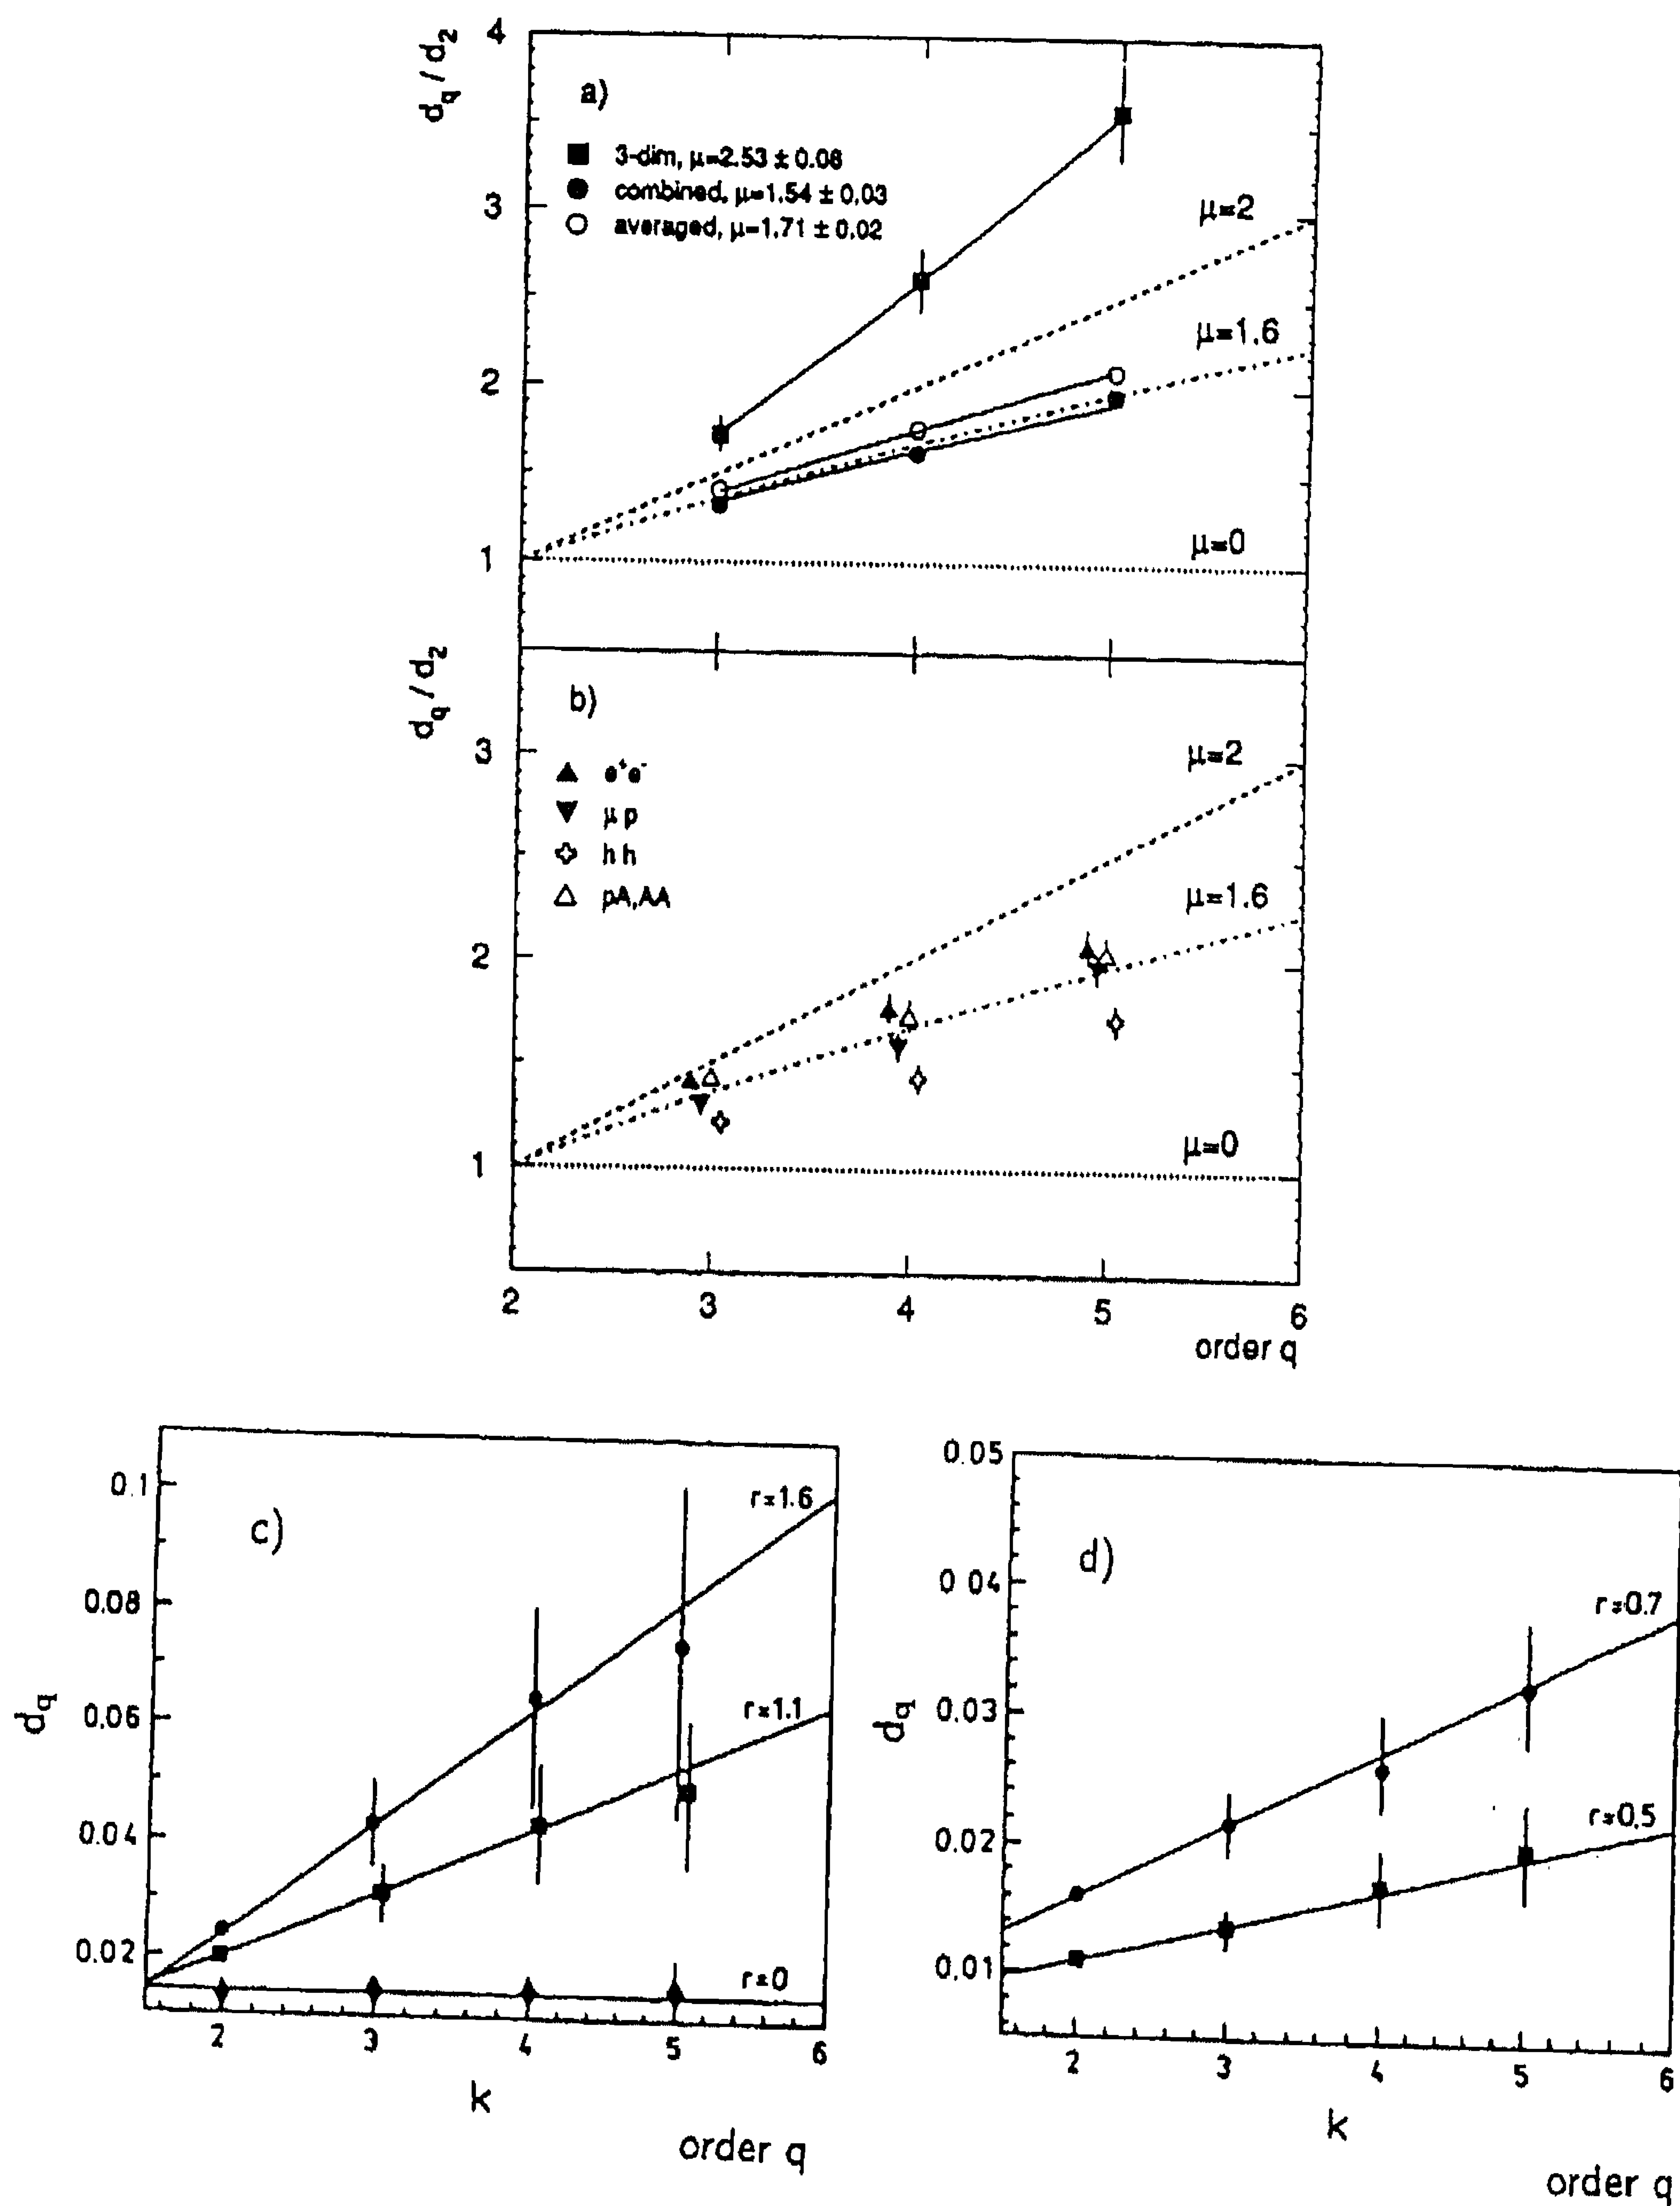 d_q / d_2
4
3
2
1
a)
3-dim, μ=2.53 ± 0.08
combined, μ=1.54 ± 0.03
averaged, μ=1.71 ± 0.02
μ=2
μ=1.6
μ=0
d_q / d_2
3
2
1
b)
e⁺e⁻
μ p
h h
pA,AA
μ=2
μ=1.6
μ=0
2 3 4 5 6
order q
d_q
0.1
0.08
0.06
0.04
0.02
c)
r=1.6
r=1.1
r=0
2 3 4 5 6
k
order q
d_q
0.05
0 04
0.03
0.02
0.01
d)
r=0.7
r=0.5
2 3 4 5 6
k
order q